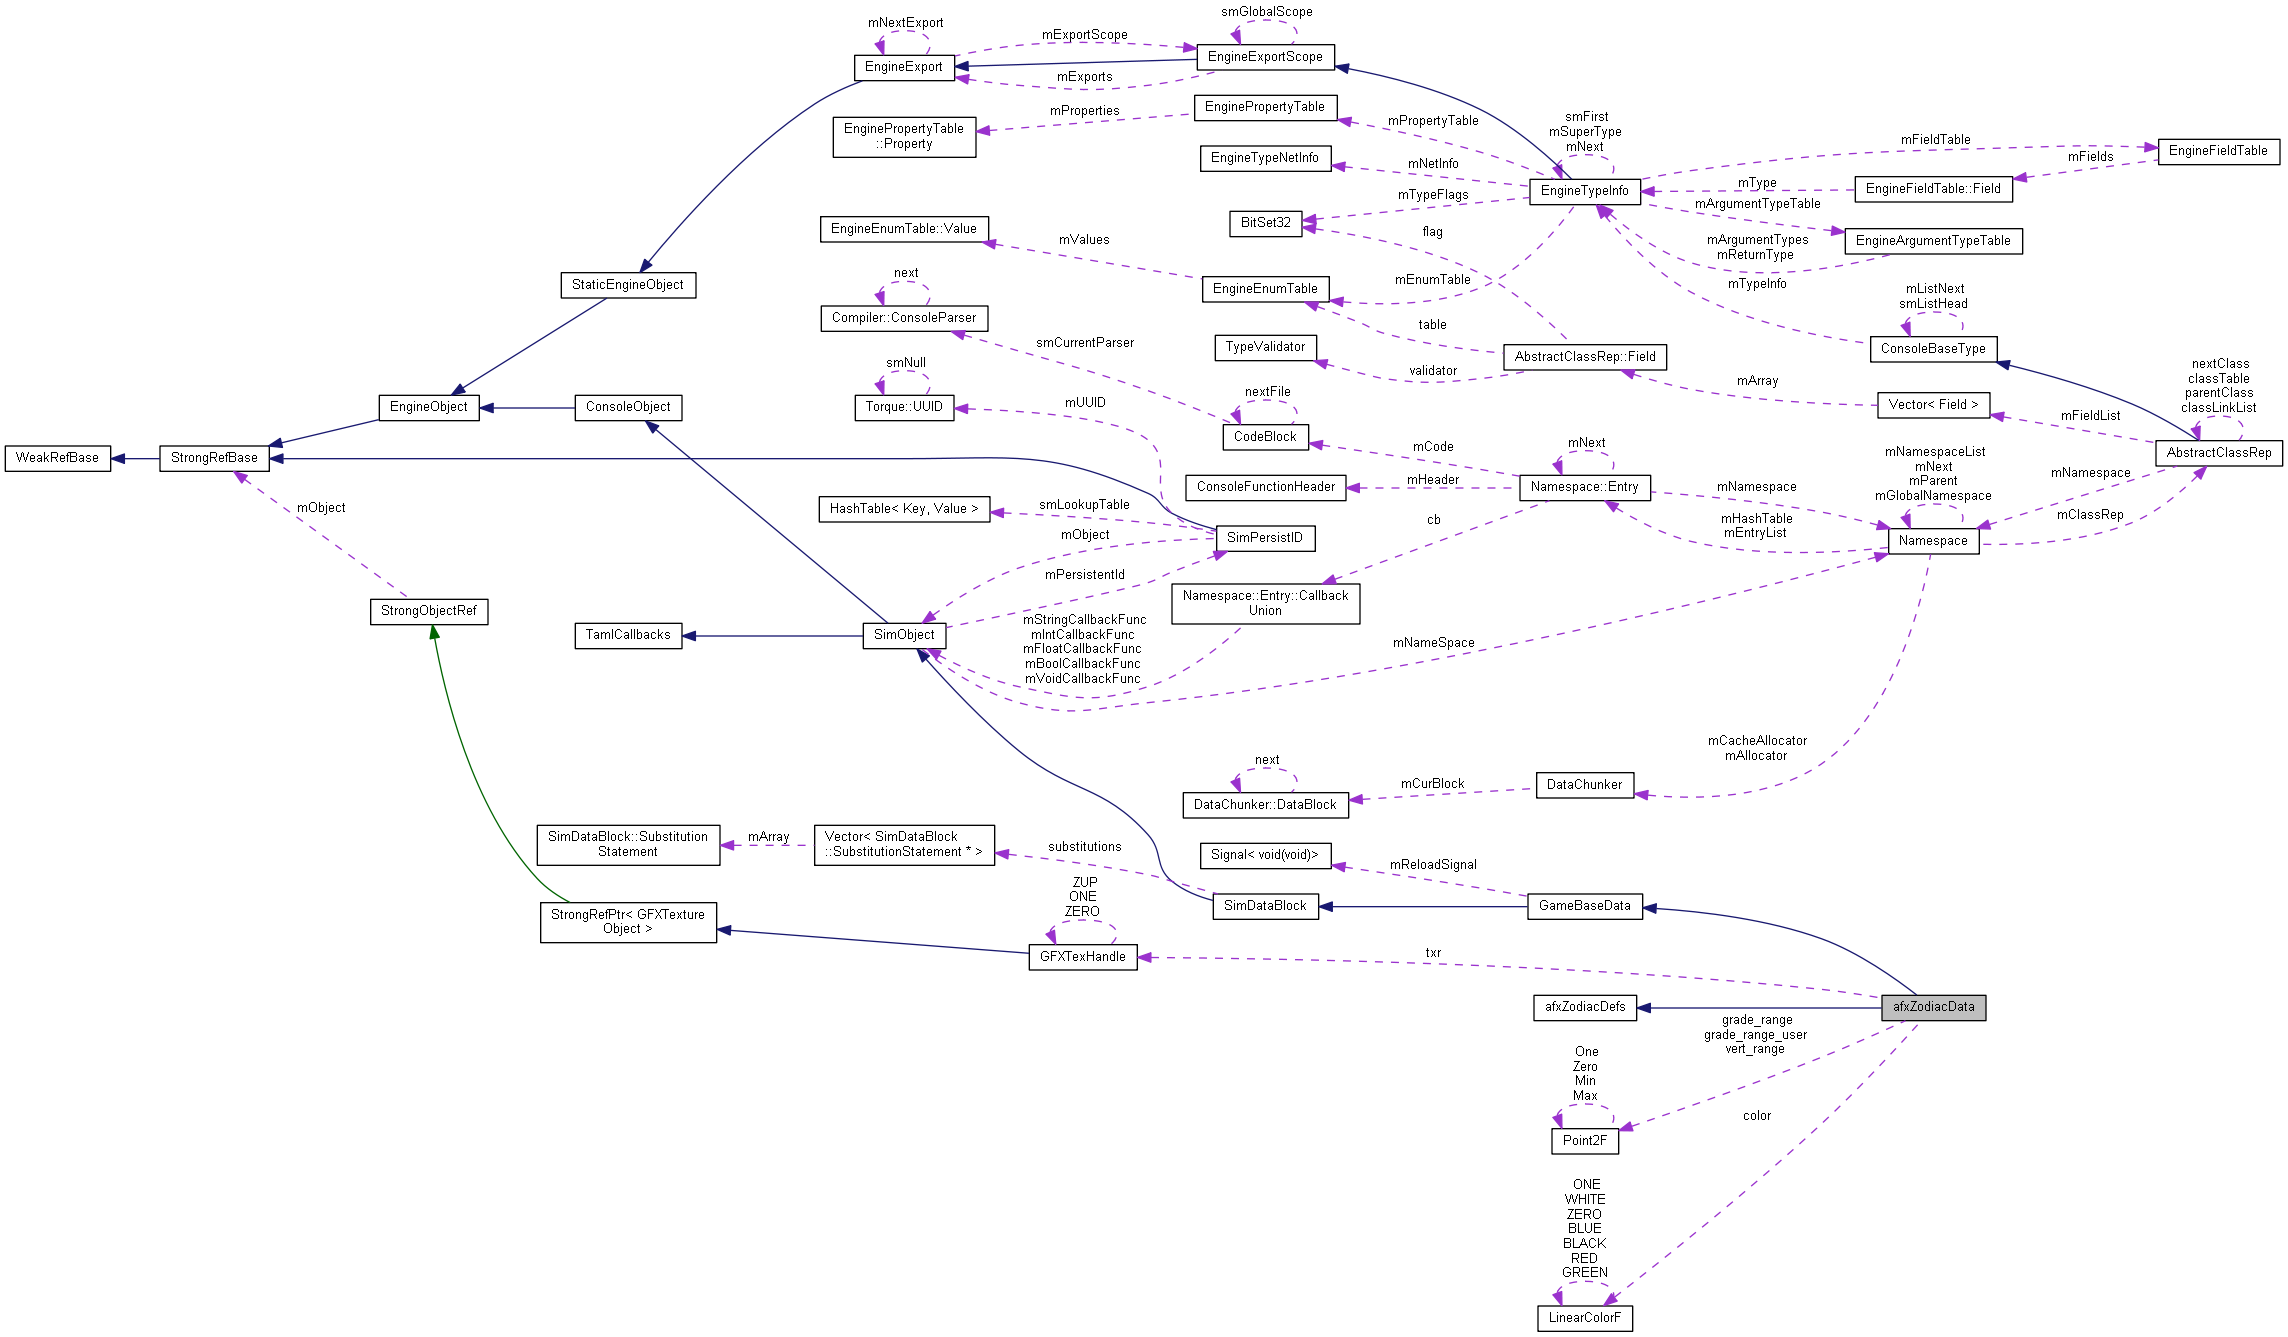 smGlobalScope
mNextExport
mExportScope
EngineExportScope
EngineExport
mExports
EnginePropertyTable
mProperties
smFirst
mSuperType
mNext
mPropertyTable
EnginePropertyTable
::Property
mFieldTable
EngineFieldTable
EngineTypeNetInfo
mNetInfo
mFields
EngineTypeInfo
mType
EngineFieldTable::Field
mTypeFlags
mArgumentTypeTable
BitSet32
EngineEnumTable::Value
mValues
flag
mArgumentTypes
mReturnType
EngineArgumentTypeTable
next
StaticEngineObject
EngineEnumTable
mEnumTable
mTypeInfo
mListNext
smListHead
Compiler::ConsoleParser
table
smCurrentParser
TypeValidator
AbstractClassRep::Field
ConsoleBaseType
smNull
validator
mArray
nextClass
classTable
parentClass
classLinkList
EngineObject
ConsoleObject
Torque::UUID
mUUID
nextFile
Vector< Field >
mFieldList
CodeBlock
mCode
mNext
WeakRefBase
StrongRefBase
mNamespaceList
mNext
mParent
mGlobalNamespace
AbstractClassRep
mNamespace
ConsoleFunctionHeader
mHeader
Namespace::Entry
mNamespace
mObject
HashTable< Key, Value >
smLookupTable
cb
mHashTable
mEntryList
mClassRep
SimPersistID
mObject
Namespace
mPersistentId
StrongObjectRef
Namespace::Entry::Callback
Union
TamlCallbacks
SimObject
mStringCallbackFunc
mIntCallbackFunc
mFloatCallbackFunc
mBoolCallbackFunc
mVoidCallbackFunc
mNameSpace
mCacheAllocator
mAllocator
next
DataChunker::DataBlock
mCurBlock
DataChunker
SimDataBlock::Substitution
Statement
mArray
Vector< SimDataBlock
::SubstitutionStatement * >
substitutions
Signal< void(void)>
mReloadSignal
ZUP
ONE
ZERO
SimDataBlock
GameBaseData
StrongRefPtr< GFXTexture
Object >
GFXTexHandle
txr
afxZodiacDefs
afxZodiacData
grade_range
grade_range_user
vert_range
One
Zero
Min
Max
color
Point2F
ONE
WHITE
ZERO
BLUE
BLACK
RED
GREEN
LinearColorF